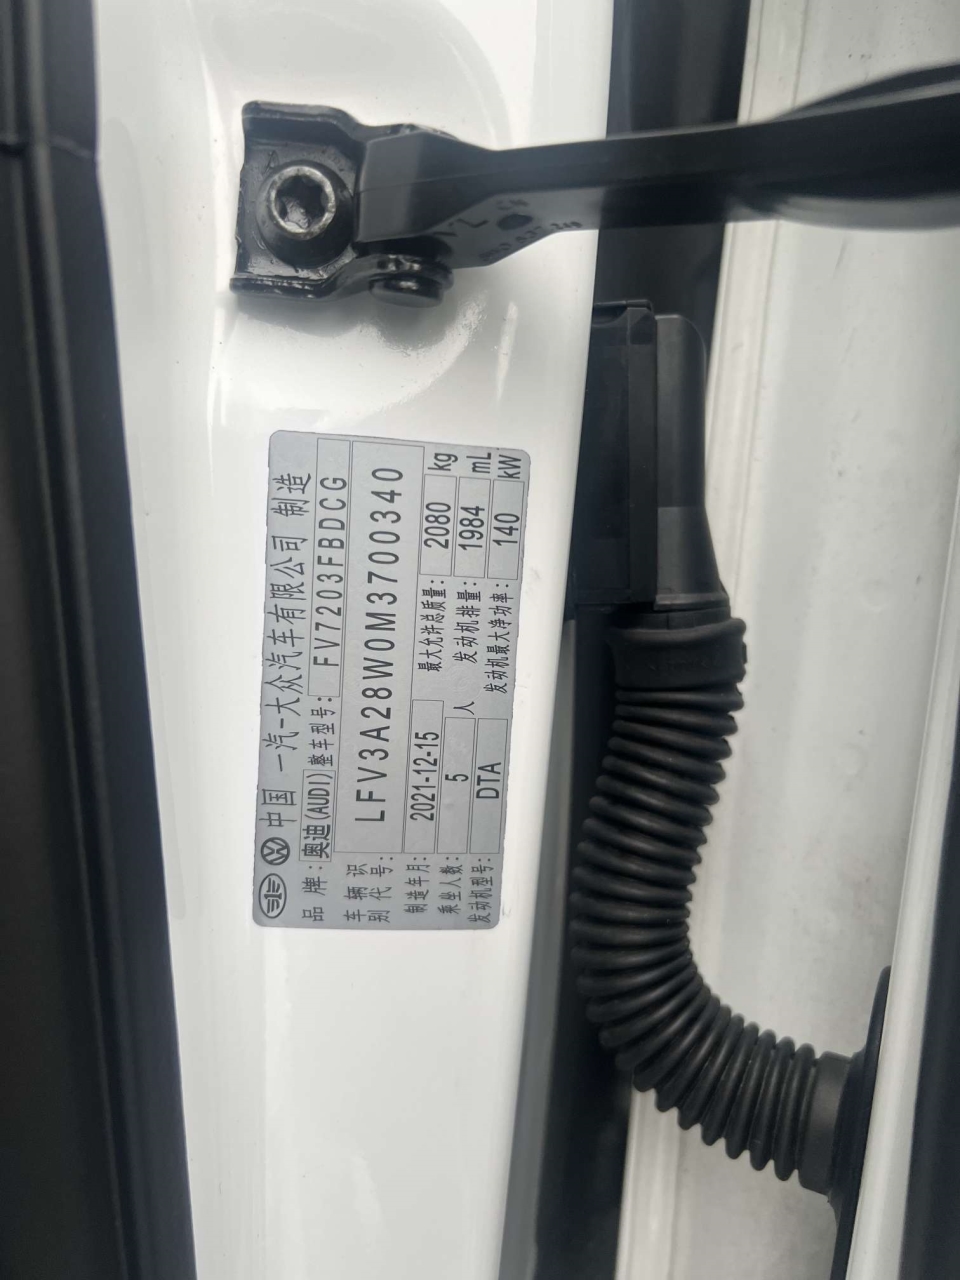 中国 一汽-大众汽车有限公司 制造
品牌: 奥迪(AUDI) 整车型号: FV7203FBDCG
车辆识别代号: LFV3A28W0M3700340
制造年月: 2021-12-15 最大允许总质量: 2080 kg
乘坐人数: 5 人 发动机排量: 1984 mL
发动机型号: DTA 发动机最大净功率: 140 kW